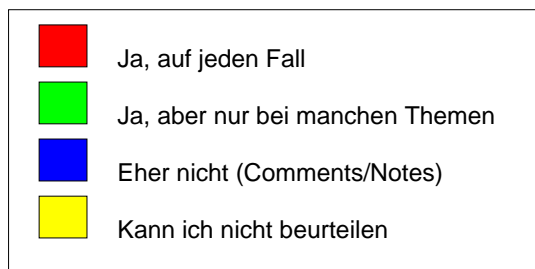 Ja, auf jeden Fall
Ja, aber nur bei manchen Themen
Eher nicht (Comments/Notes)
Kann ich nicht beurteilen